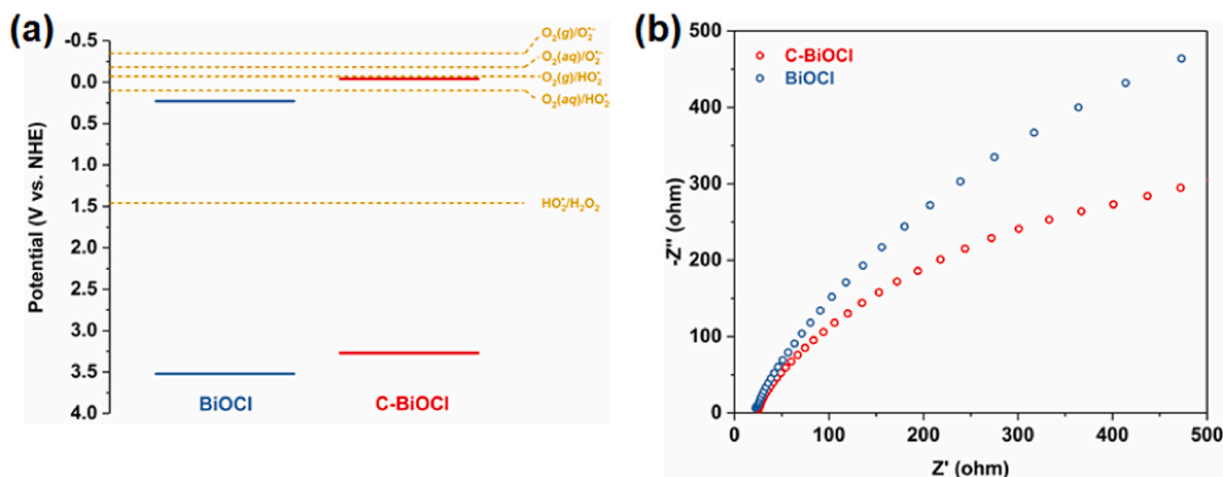 (a)
Potential (V vs. NHE)
-0.5
0.0
0.5
1.0
1.5
2.0
2.5
3.0
3.5
4.0
O₂(g)/O₂•−
O₂(aq)/O₂•−
O₂(g)/HO₂•
O₂(aq)/HO₂•
HO₂•/H₂O₂
BiOCl
C-BiOCl
(b)
-Z'' (ohm)
500
400
300
200
100
0
C-BiOCl
BiOCl
0 100 200 300 400 500
Z' (ohm)